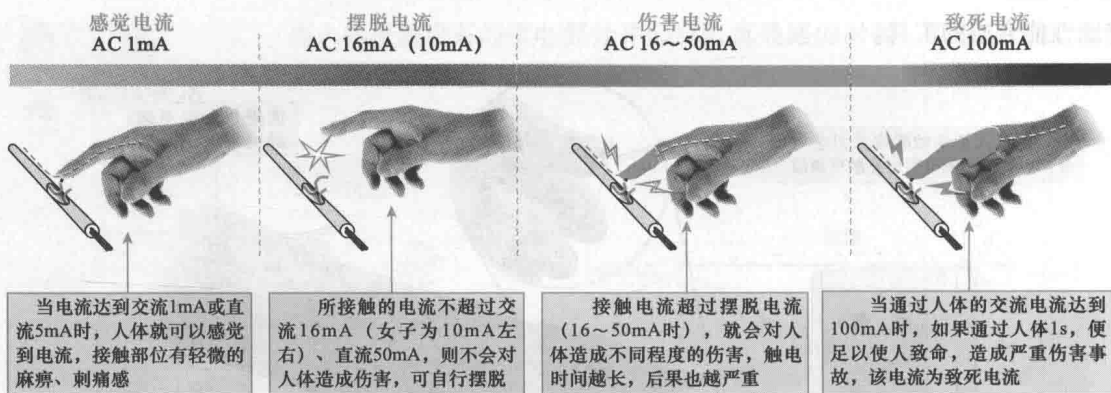 感觉电流
AC 1mA
摆脱电流
AC 16mA（10mA）
伤害电流
AC 16～50mA
致死电流
AC 100mA
当电流达到交流1mA或直
流5mA时，人体就可以感觉
到电流，接触部位有轻微的
麻痹、刺痛感
所接触的电流不超过交
流16mA（女子为10mA左
右）、直流50mA，则不会对
人体造成伤害，可自行摆脱
接触电流超过摆脱电流
（16～50mA时），就会对人
体造成不同程度的伤害，触电
时间越长，后果也越严重
当通过人体的交流电流达到
100mA时，如果通过人体1s，便
足以使人致命，造成严重伤害事
故，该电流为致死电流